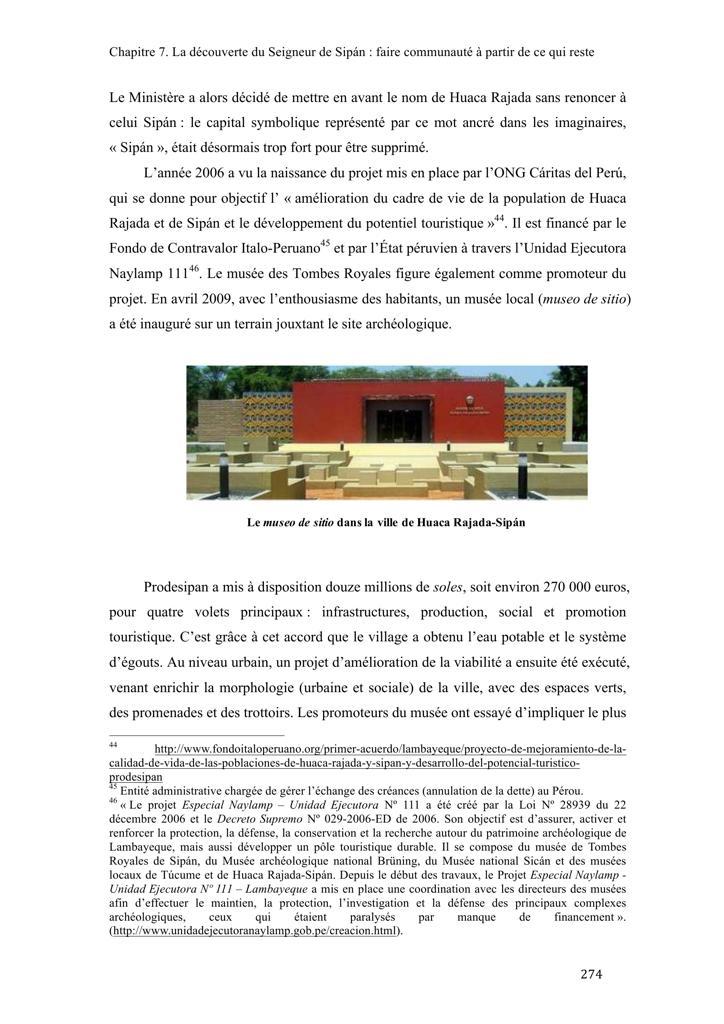 Chapitre 7. La découverte du Seigneur de Sipán : faire communauté à partir de ce qui reste
Le Ministère a alors décidé de mettre en avant le nom de Huaca Rajada sans renoncer à
celui Sipán : le capital symbolique représenté par ce mot ancré dans les imaginaires,
« Sipán », était désormais trop fort pour être supprimé.
L’année 2006 a vu la naissance du projet mis en place par l’ONG Cáritas del Perú,
qui se donne pour objectif l’ « amélioration du cadre de vie de la population de Huaca
Rajada et de Sipán et le développement du potentiel touristique »44. Il est financé par le
Fondo de Contravalor Italo-Peruano45 et par l’État péruvien à travers l’Unidad Ejecutora
Naylamp 11146. Le musée des Tombes Royales figure également comme promoteur du
projet. En avril 2009, avec l’enthousiasme des habitants, un musée local (museo de sitio)
a été inauguré sur un terrain jouxtant le site archéologique.
Le museo de sitio dans la ville de Huaca Rajada-Sipán
Prodesipan a mis à disposition douze millions de soles, soit environ 270 000 euros,
pour quatre volets principaux : infrastructures, production, social et promotion
touristique. C’est grâce à cet accord que le village a obtenu l’eau potable et le système
d’égouts. Au niveau urbain, un projet d’amélioration de la viabilité a ensuite été exécuté,
venant enrichir la morphologie (urbaine et sociale) de la ville, avec des espaces verts,
des promenades et des trottoirs. Les promoteurs du musée ont essayé d’impliquer le plus
44 http://www.fondoitaloperuano.org/primer-acuerdo/lambayeque/proyecto-de-mejoramiento-de-la-
calidad-de-vida-de-las-poblaciones-de-huaca-rajada-y-sipan-y-desarrollo-del-potencial-turistico-
prodesipan
45 Entité administrative chargée de gérer l’échange des créances (annulation de la dette) au Pérou.
46 « Le projet Especial Naylamp – Unidad Ejecutora Nº 111 a été créé par la Loi Nº 28939 du 22
décembre 2006 et le Decreto Supremo Nº 029-2006-ED de 2006. Son objectif est d’assurer, activer et
renforcer la protection, la défense, la conservation et la recherche autour du patrimoine archéologique de
Lambayeque, mais aussi développer un pôle touristique durable. Il se compose du musée de Tombes
Royales de Sipán, du Musée archéologique national Brüning, du Musée national Sicán et des musées
locaux de Túcume et de Huaca Rajada-Sipán. Depuis le début des travaux, le Projet Especial Naylamp -
Unidad Ejecutora Nº 111 – Lambayeque a mis en place une coordination avec les directeurs des musées
afin d’effectuer le maintien, la protection, l’investigation et la défense des principaux complexes
archéologiques, ceux qui étaient paralysés par manque de financement ».
(http://www.unidadejecutoranaylamp.gob.pe/creacion.html).
274